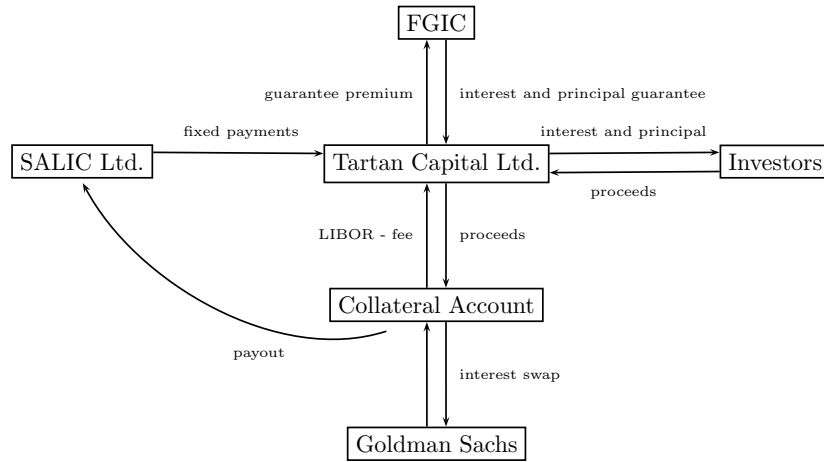 FGIC
guarantee premium
interest and principal guarantee
fixed payments
interest and principal
SALIC Ltd.
Tartan Capital Ltd.
Investors
proceeds
LIBOR - fee
proceeds
Collateral Account
payout
interest swap
Goldman Sachs